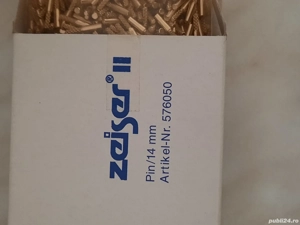 zeiser® II
Pin/14 mm
Artikel-Nr. 576050
publi24.ro